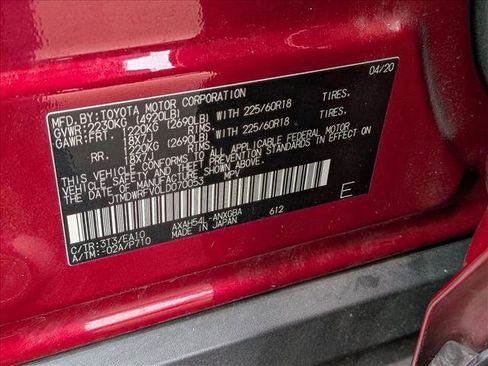 MFD.BY:TOYOTA MOTOR CORPORATION 04/20
GVWR:2230KG (4920LB)
GAWR:FRT. 1220KG (2690LB) WITH 225/60R18 TIRES.
18X7J RIMS.
RR. 1220KG (2690LB) WITH 225/60R18 TIRES.
18X7J RIMS.
THIS VEHICLE CONFORMS TO ALL APPLICABLE FEDERAL MOTOR
VEHICLE SAFETY AND THEFT PREVENTION STANDARDS IN EFFECT ON
THE DATE OF MANUFACTURE SHOWN ABOVE.
JTMDWRFV0LD070053 MPV
E
C/TR:3T3/EA10 AXAH54L-ANXGBA 612
A/TM:-02A/P710 MADE IN JAPAN